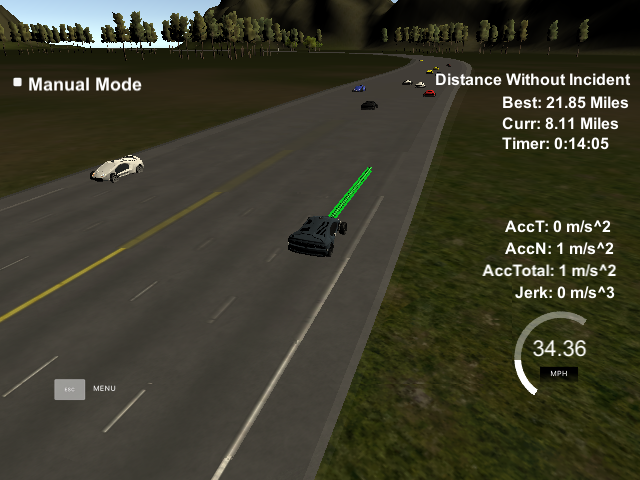 Manual Mode
Distance Without Incident
Best: 21.85 Miles
Curr: 8.11 Miles
Timer: 0:14:05
AccT: 0 m/s^2
AccN: 1 m/s^2
AccTotal: 1 m/s^2
Jerk: 0 m/s^3
34.36
MPH
ESC MENU